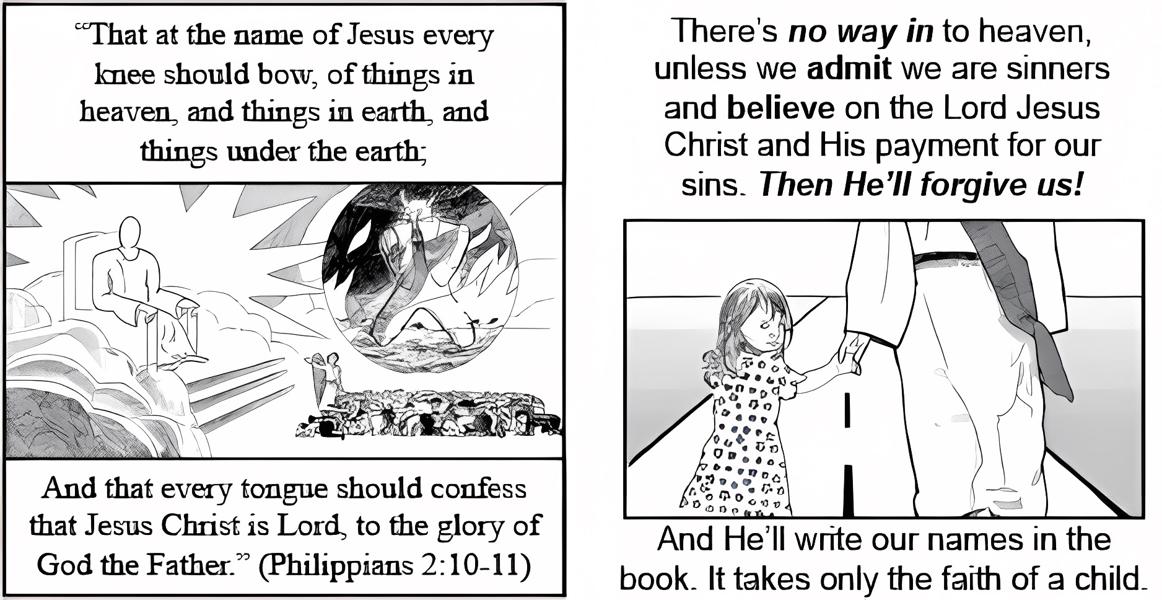 “That at the name of Jesus every
knee should bow, of things in
heaven, and things in earth, and
things under the earth;
And that every tongue should confess
that Jesus Christ is Lord, to the glory of
God the Father.” (Philippians 2:10-11)
There's no way in to heaven,
unless we admit we are sinners
and believe on the Lord Jesus
Christ and His payment for our
sins. Then He'll forgive us!
And He'll write our names in the
book. It takes only the faith of a child.